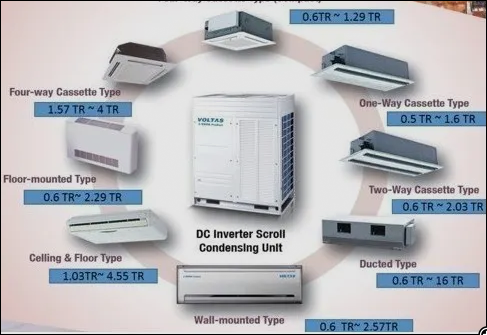 0.6TR~ 1.29 TR
Four-way Cassette Type
1.57 TR ~ 4 TR
One-Way Cassette Type
0.5 TR ~ 1.6 TR
VOLTAS
Floor-mounted Type
0.6 TR ~ 2.29 TR
Two-Way Cassette Type
0.6 TR ~ 2.03 TR
DC Inverter Scroll
Condensing Unit
Celling & Floor Type
1.03TR~ 4.55 TR
Ducted Type
0.6 TR ~ 16 TR
VOLTAS
Wall-mounted Type
0.6 TR ~ 2.57TR